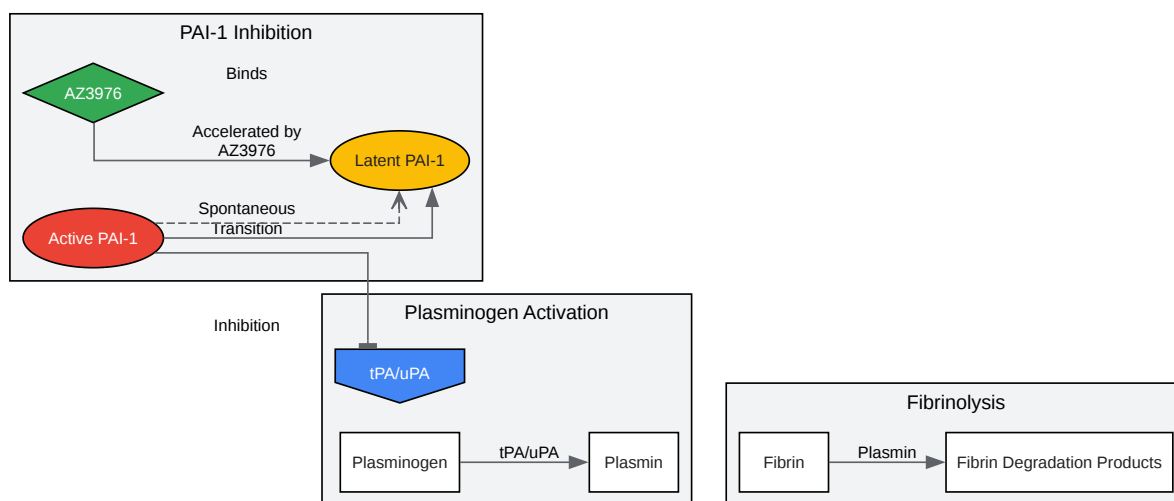 PAI-1 Inhibition
Binds
AZ3976
Accelerated by
AZ3976
Latent PAI-1
Spontaneous
Transition
Active PAI-1
Inhibition
Plasminogen Activation
tPA/uPA
Plasminogen
tPA/uPA
Plasmin
Fibrinolysis
Fibrin
Plasmin
Fibrin Degradation Products